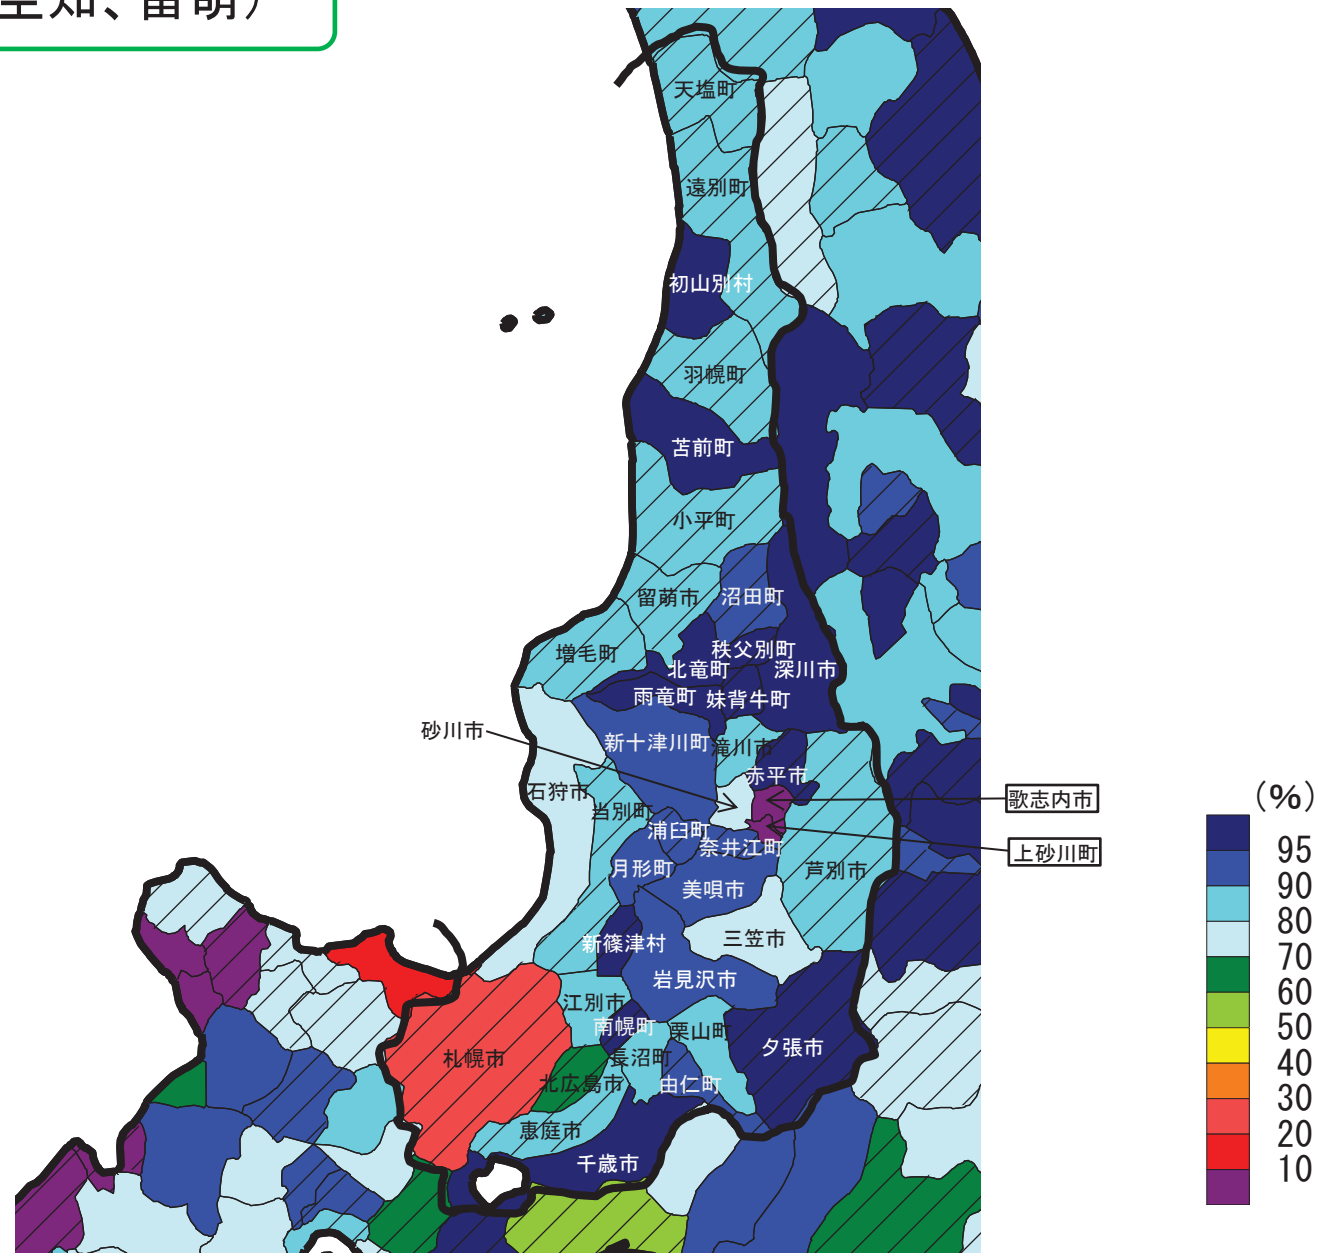 室知、留萌）
天塩町
遠別町
初山別村
羽幌町
苫前町
小平町
留萌市
沼田町
増毛町
秩父別町
北竜町
深川市
雨竜町
妹背牛町
砂川市
新十津川町
滝川市
赤平市
石狩市
歌志内市
当別町
浦臼町
奈井江町
上砂川町
月形町
芦別市
美唄市
新篠津村
三笠市
岩見沢市
江別市
南幌町
栗山町
札幌市
長沼町
夕張市
北広島市
由仁町
恵庭市
千歳市
（%）
95
90
80
70
60
50
40
30
20
10